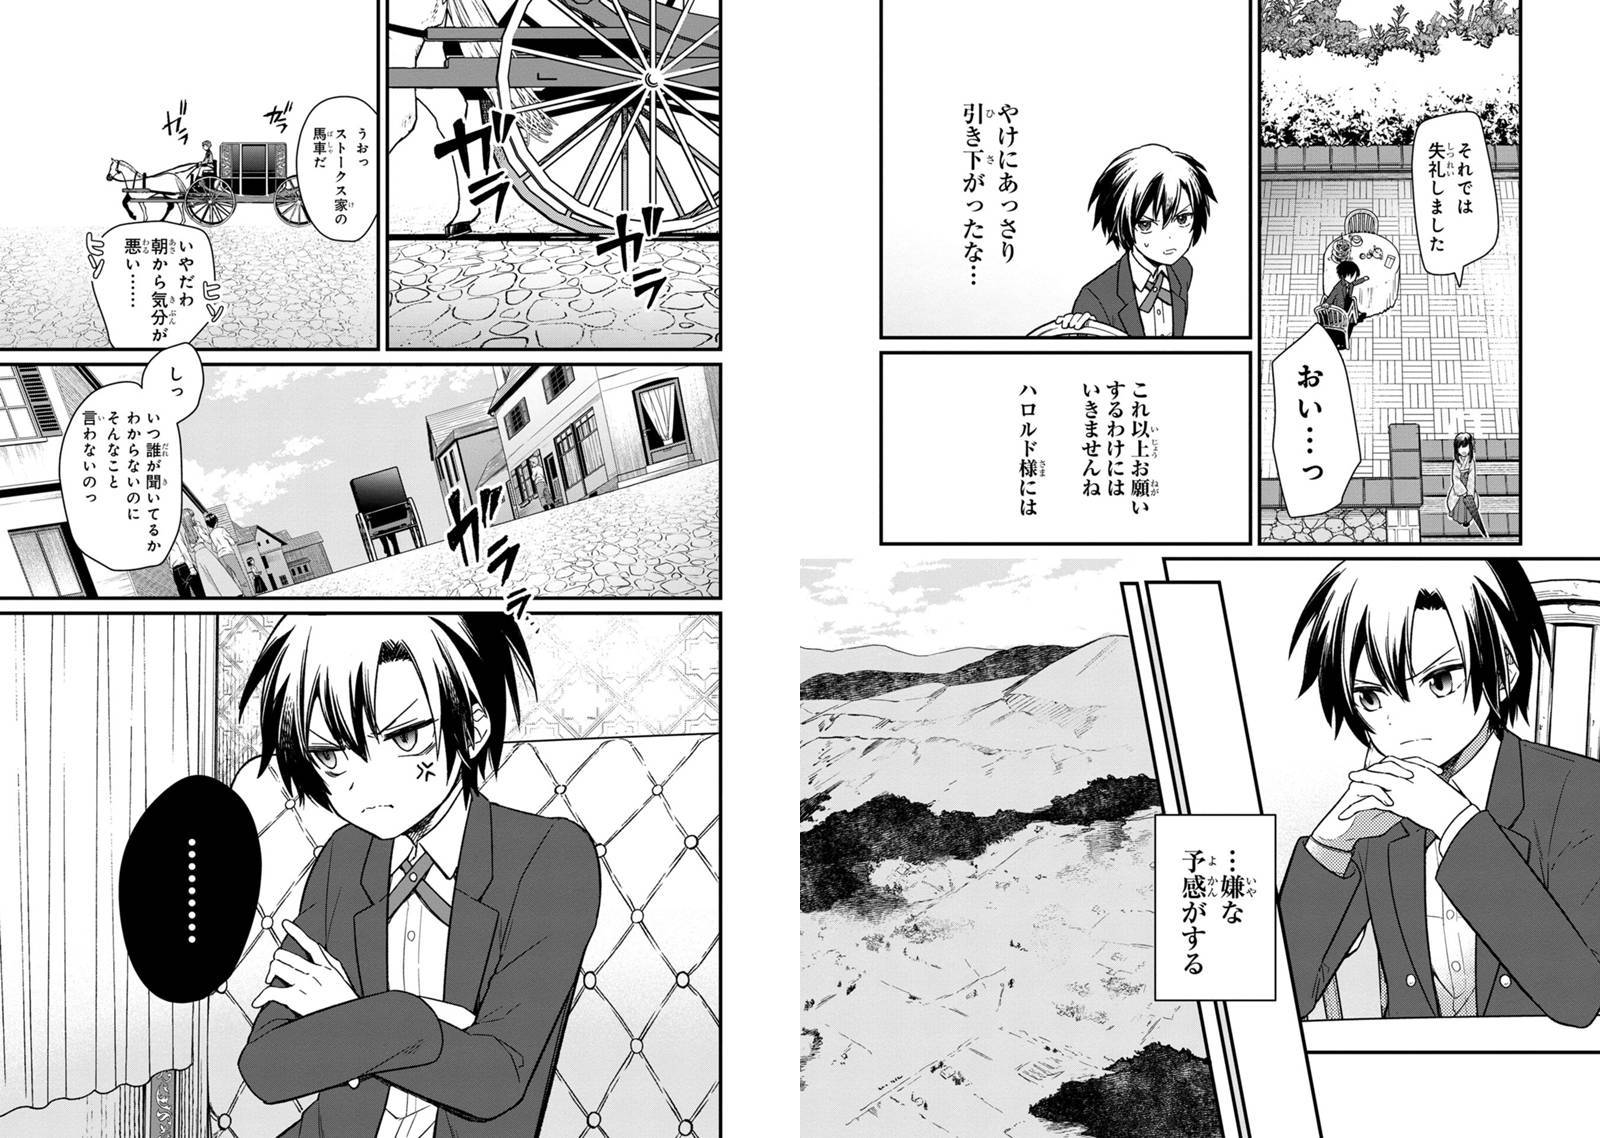 それでは
失礼しました
おい…っ
やけにあっさり
引き下がったな…
これ以上お願い
するわけには
いきませんね
ハロルド様には
…嫌な
予感がする
ガラ
ガラ
うおっ
ストークス家の
馬車だ
ガラ
ガラ
いやだわ
朝から気分が
悪い……
ヒソ
ヒソ
しっ
いつ誰が聞いてるか
わからないのに
そんなこと
言わないのっ
ガラ
ガラ
………